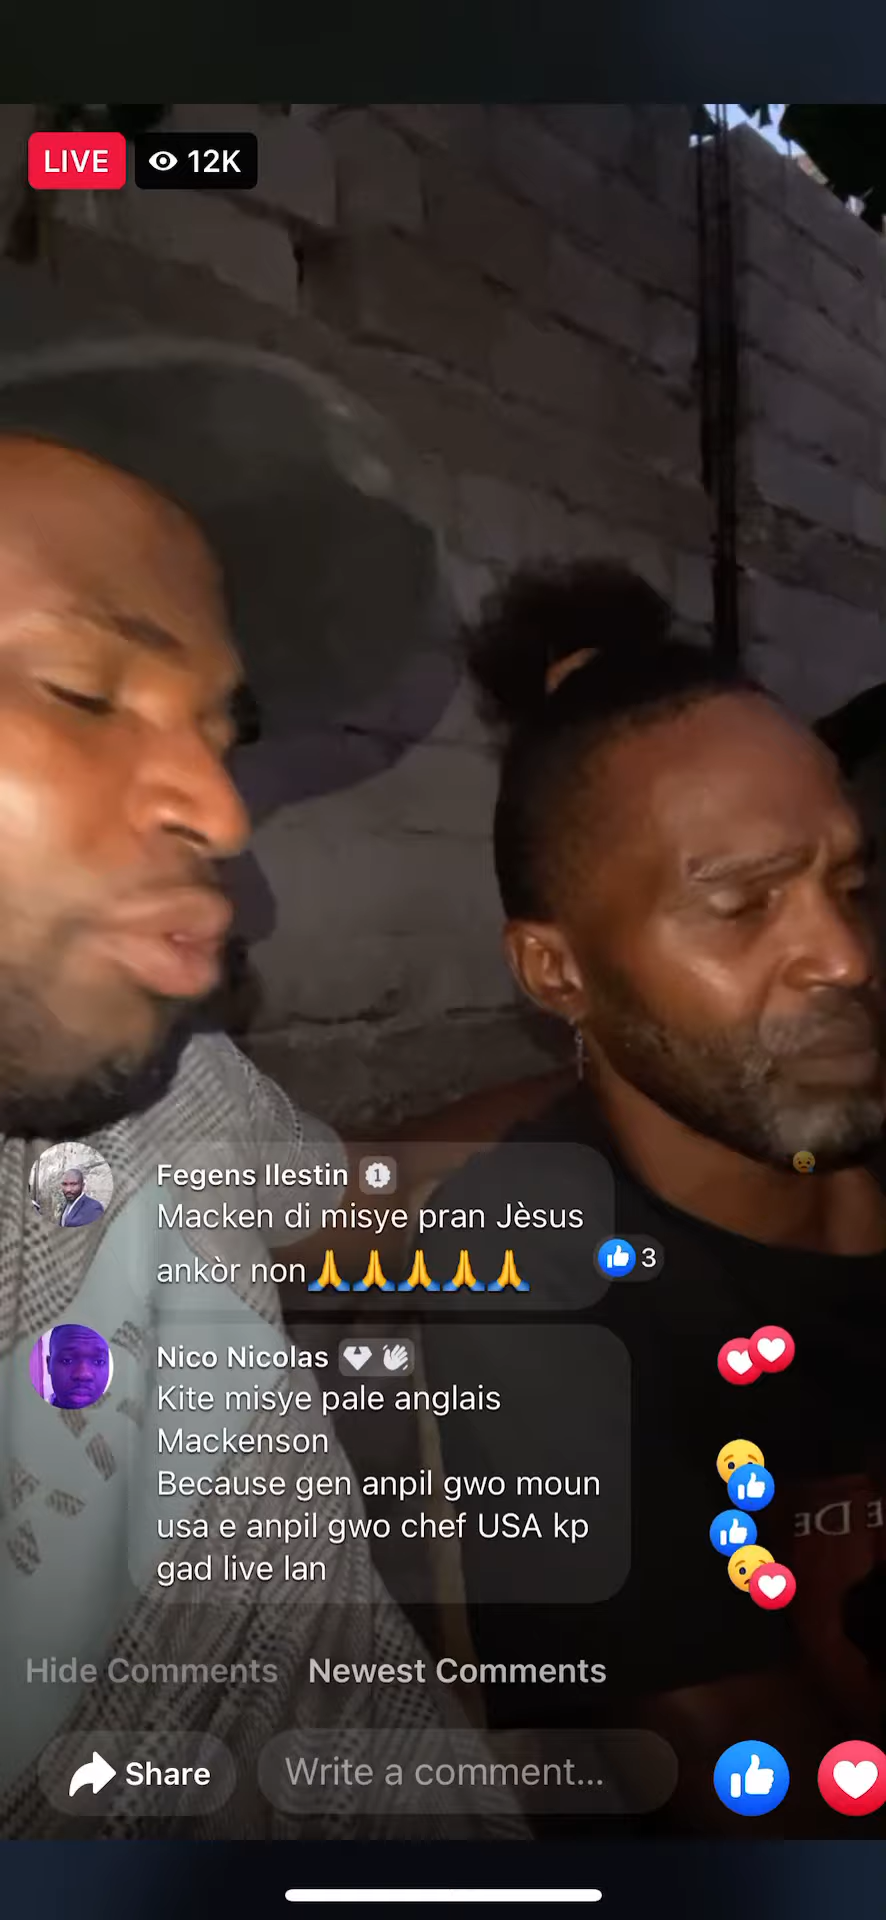 LIVE 12K
Fegens Ilestin 1
Macken di misye pran Jèsus
ankòr non🙏🙏🙏🙏🙏
3
Nico Nicolas
Kite misye pale anglais
Mackenson
Because gen anpil gwo moun
usa e anpil gwo chef USA kp
gad live lan
Hide Comments Newest Comments
Share Write a comment...